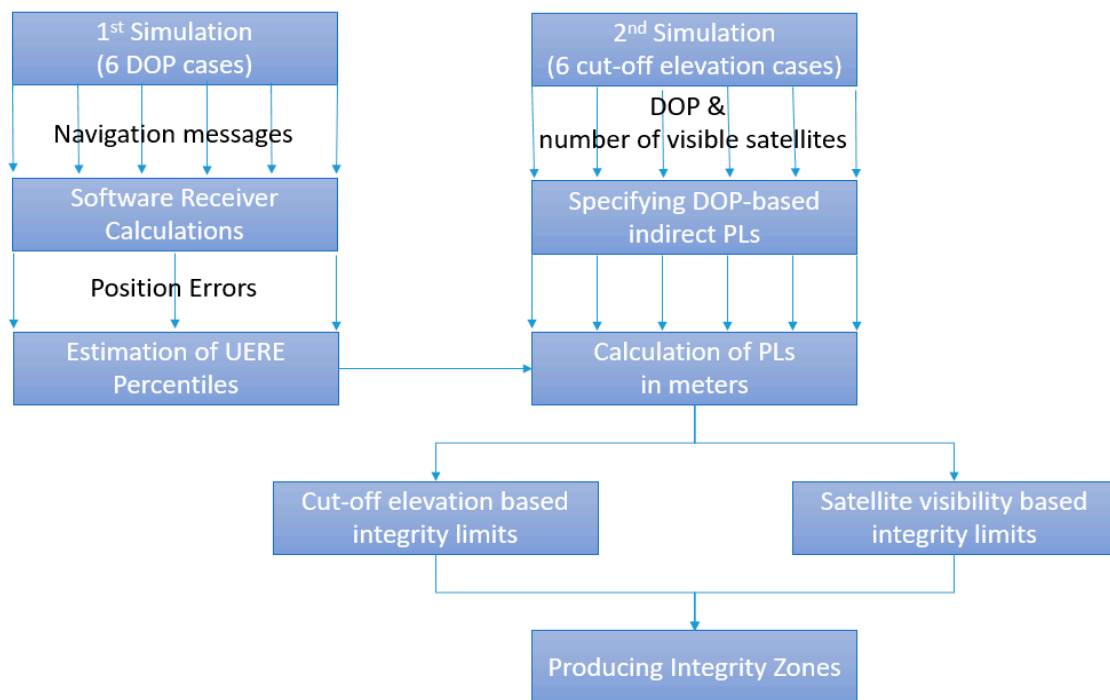 1st Simulation
(6 DOP cases)
2nd Simulation
(6 cut-off elevation cases)
Navigation messages
DOP &
number of visible satellites
Software Receiver
Calculations
Specifying DOP-based
indirect PLs
Position Errors
Estimation of UERE
Percentiles
Calculation of PLs
in meters
Cut-off elevation based
integrity limits
Satellite visibility based
integrity limits
Producing Integrity Zones